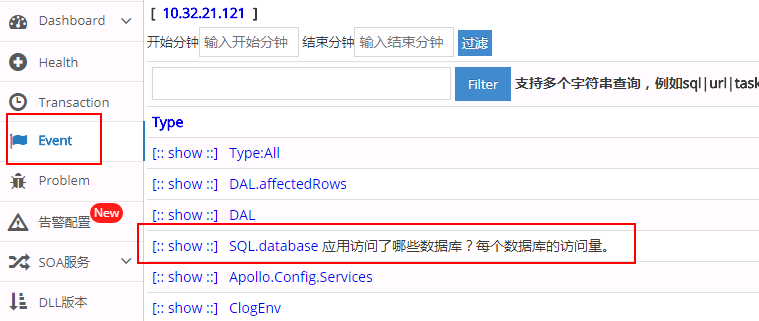 Dashboard
Health
Transaction
Event
Problem
告警配置 New
SOA服务
DLL版本
[ 10.32.21.121 ]
开始分钟 输入开始分钟 结束分钟 输入结束分钟 过滤
Filter 支持多个字符串查询，例如sql|url|task
Type
[:: show ::] Type:All
[:: show ::] DAL.affectedRows
[:: show ::] DAL
[:: show ::] SQL.database 应用访问了哪些数据库？每个数据库的访问量。
[:: show ::] Apollo.Config.Services
[:: show ::] ClogEnv